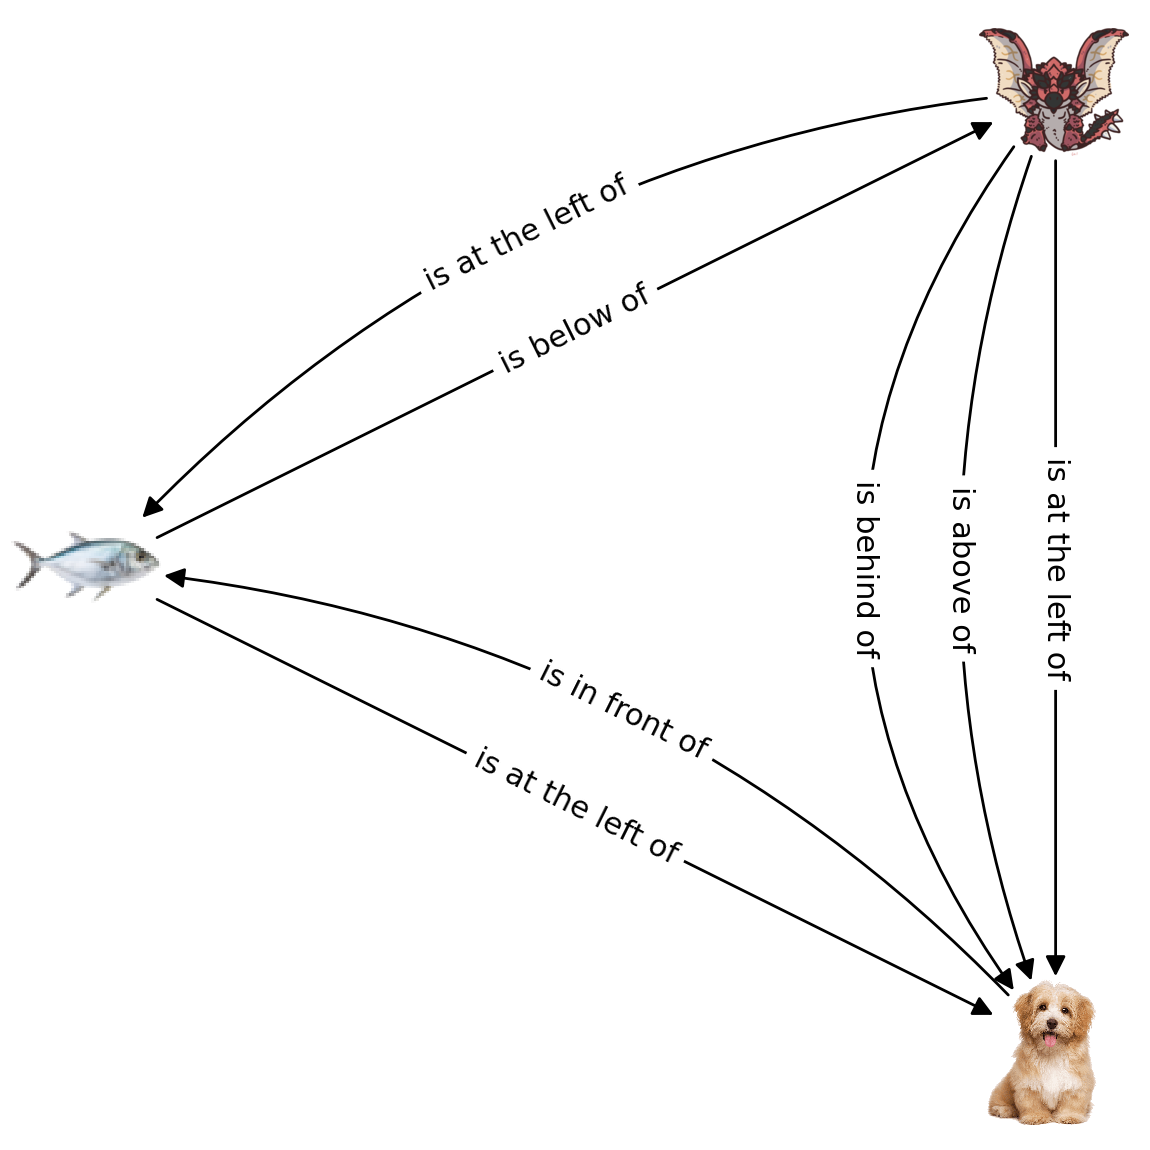 is at the left of
is below of
is behind of
is above of
is at the left of
is in front of
is at the left of